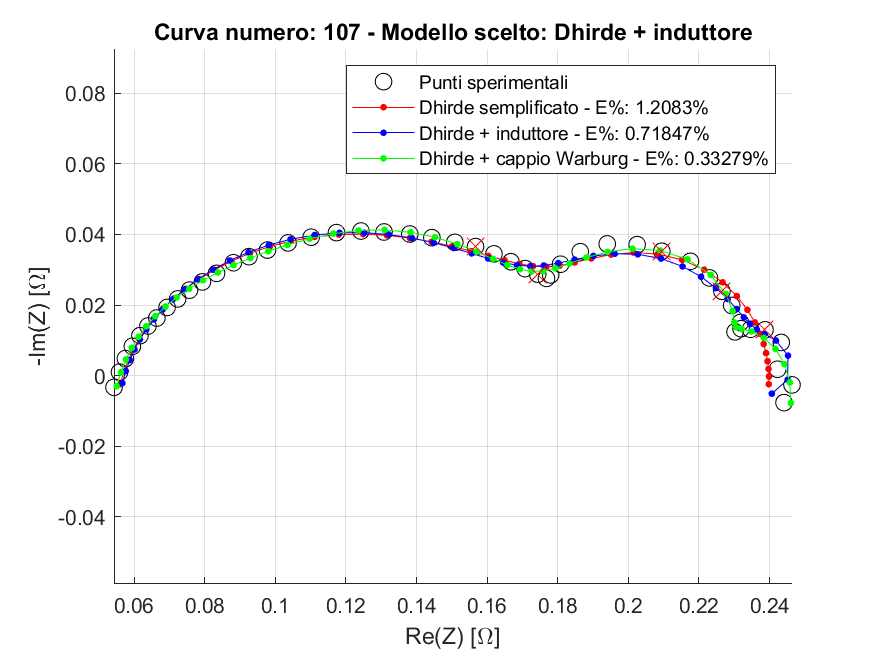 Curva numero: 107 - Modello scelto: Dhirde + induttore
Punti sperimentali
Dhirde semplificato - E%: 1.2083%
Dhirde + induttore - E%: 0.71847%
Dhirde + cappio Warburg - E%: 0.33279%
-Im(Z) [Ω]
0.08
0.06
0.04
0.02
0
-0.02
-0.04
0.06 0.08 0.1 0.12 0.14 0.16 0.18 0.2 0.22 0.24
Re(Z) [Ω]